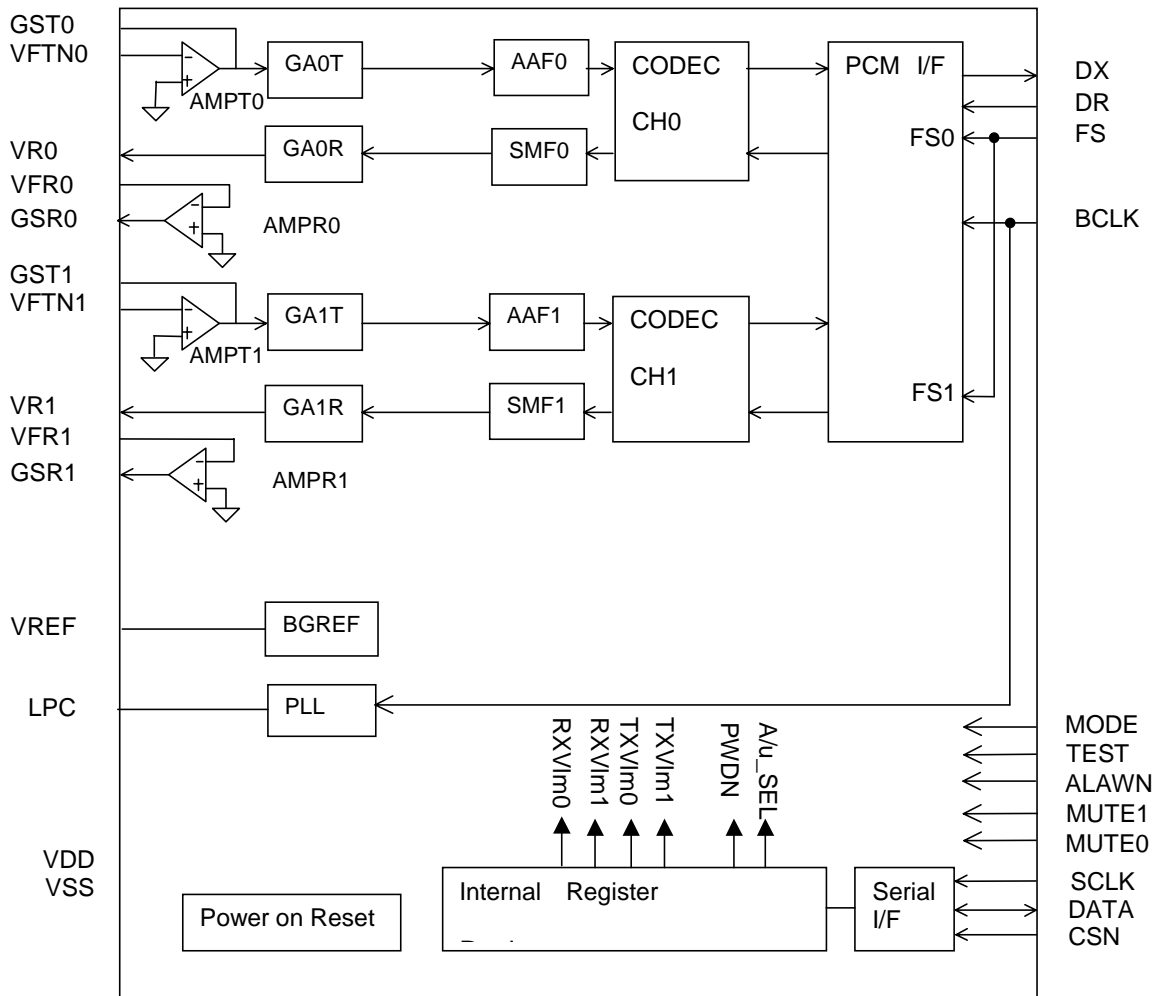 GST0
VFTN0
AMPT0
GA0T
AAF0
CODEC
CH0
PCM I/F
FS0
FS1
DX
DR
FS
BCLK
VR0
VFR0
GSR0
GA0R
SMF0
AMPR0
GST1
VFTN1
AMPT1
GA1T
AAF1
CODEC
CH1
VR1
VFR1
GSR1
GA1R
SMF1
AMPR1
VREF
BGREF
LPC
PLL
RXVlm0
RXVlm1
TXVlm0
TXVlm1
PWDN
A/u_SEL
MODE
TEST
ALAWN
MUTE1
MUTE0
VDD
VSS
Power on Reset
Internal Register
Serial
I/F
SCLK
DATA
CSN